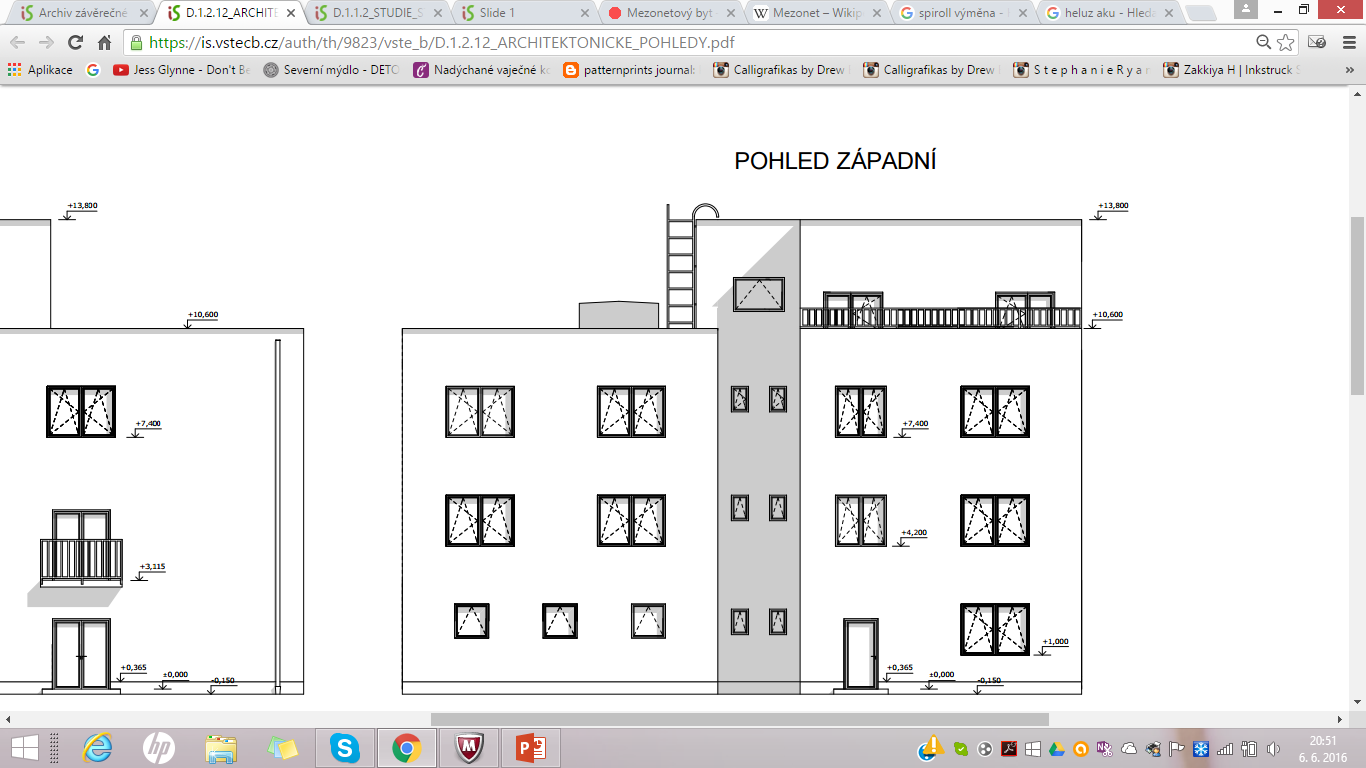 Archiv závěrečné
D.1.2.12_ARCHITE
D.1.1.2_STUDIE_S
Slide 1
Mezonetový byt
Mezonet – Wikip
spiroll výměna -
heluz aku - Hleda
https://is.vstecb.cz/auth/th/9823/vste_b/D.1.2.12_ARCHITEKTONICKE_POHLEDY.pdf
Aplikace
Jess Glynne - Don't Be
Severní mýdlo - DETO
Nadýchané vaječné ko
patternprints journal:
Calligrafikas by Drew
Calligrafikas by Drew
S t e p h a n i e R y a n
Zakkiya H | Inkstruck S
»
POHLED ZÁPADNÍ
+13,800
+13,800
+10,600
+10,600
+7,400
+7,400
+4,200
+3,115
+1,000
+0,365
±0,000
-0,150
+0,365
±0,000
-0,150
20:51
6. 6. 2016